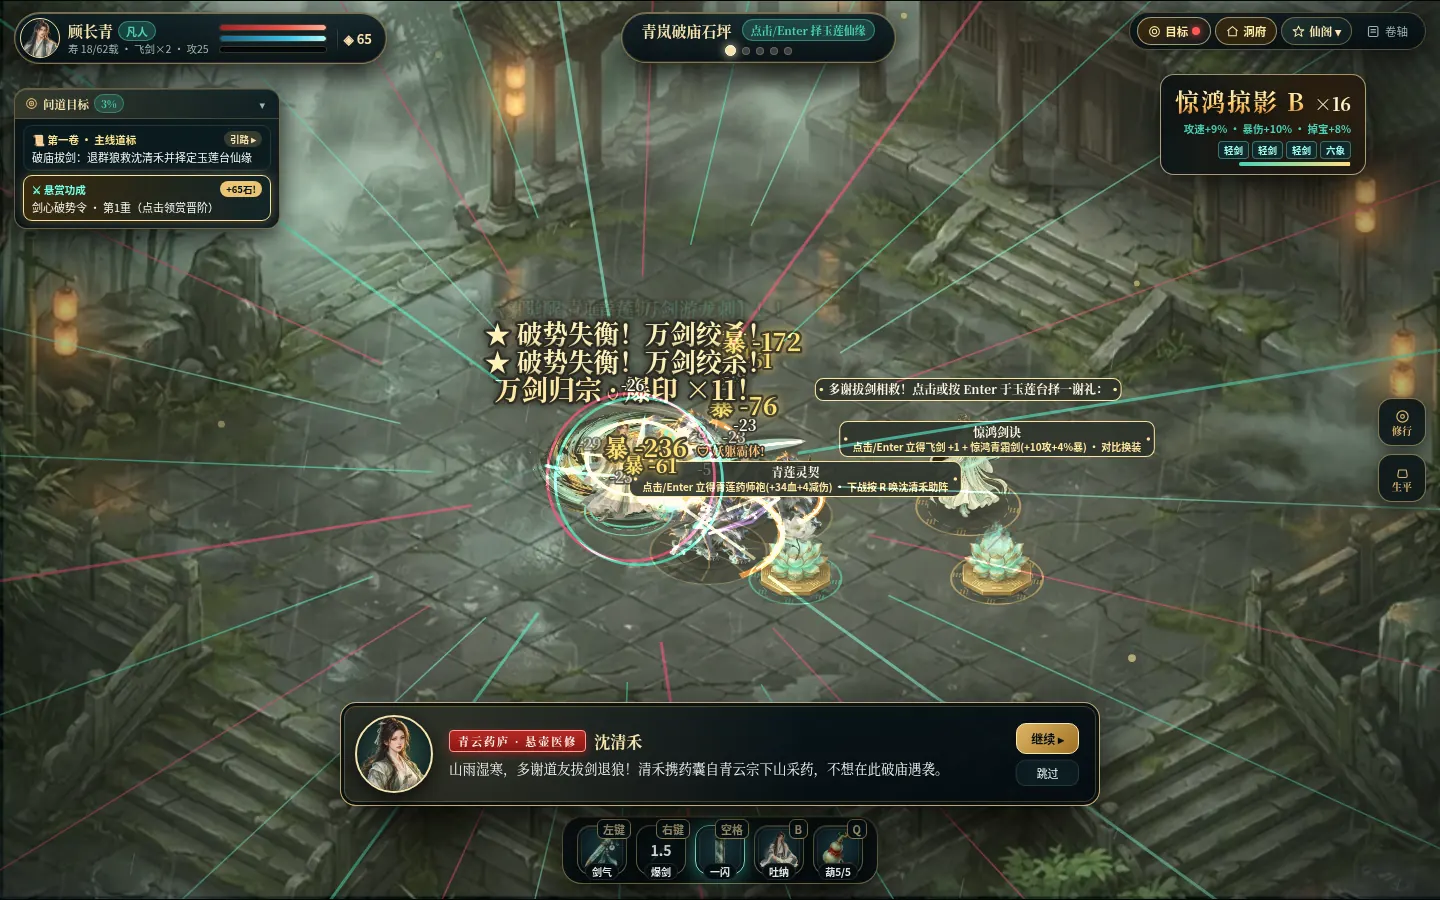 顾长青 凡人
寿 18/62载 · 飞剑×2 · 攻25
65
青岚破庙石坪 点击/Enter 择玉莲仙缘
目标
洞府
仙阁▾
卷轴
问道目标 3%
第一卷 · 主线道标 引路▸
破庙拔剑：退群狼救沈清禾并择定玉莲台仙缘
悬赏功成 +65石!
剑心破势令 · 第1重（点击领赏晋阶）
惊鸿掠影 B ×16
攻速+9% · 暴伤+10% · 掉宝+8%
轻剑 轻剑 轻剑 六象
★ 破势失衡！万剑绞杀！
暴 -172
★ 破势失衡！万剑绞杀！
万剑归宗 · 爆印 ×11！
-26
暴 -76
-23
-23
暴 -236
暴 -61
多谢拔剑相救！点击或按 Enter 于玉莲台择一谢礼：
惊鸿剑诀
点击/Enter 立得飞剑 +1 + 惊鸿青霜剑(+10攻+4%暴) · 对比换装
青莲灵契
点击/Enter 立得青莲药师袍(+34血+4减伤) · 下战按 R 唤沈清禾助阵
修行
生平
青云药庐 · 悬壶医修 沈清禾
山雨湿寒，多谢道友拔剑退狼！清禾携药囊自青云宗下山采药，不想在此破庙遇袭。
继续▸
跳过
左键 右键 空格 B Q
1.5
剑气 爆剑 一闪 吐纳 葫5/5